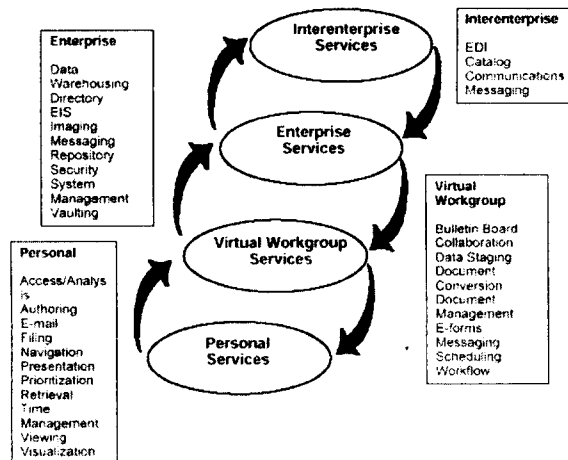 Interenterprise
Services
Enterprise
Services
Virtual Workgroup
Services
Personal
Services
Enterprise
Data
Warehousing
Directory
EIS
Imaging
Messaging
Repository
Security
System
Management
Vaulting
Interenterprise
EDI
Catalog
Communications
Messaging
Personal
Access/Analys
is
Authoring
E-mail
Filing
Navigation
Presentation
Prioritization
Retrieval
Time
Management
Viewing
Visualization
Virtual
Workgroup
Bulletin Board
Collaboration
Data Staging
Document
Conversion
Document
Management
E-forms
Messaging
Scheduling
Workflow